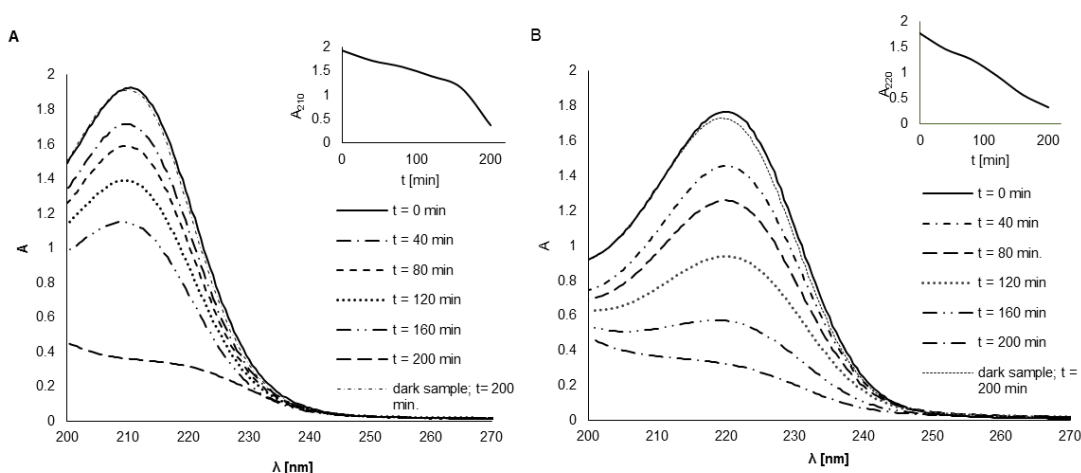 A
2
1.5
1
0.5
0
A210
0 100 200
t [min]
2
1.8
1.6
1.4
1.2
1
0.8
0.6
0.4
0.2
0
A
200 210 220 230 240 250 260 270
λ [nm]
t = 0 min
t = 40 min
t = 80 min
t = 120 min
t = 160 min
t = 200 min
dark sample; t= 200
min.
B
2
1.5
1
0.5
0
A220
0 100 200
t [min]
2
1.8
1.6
1.4
1.2
1
0.8
0.6
0.4
0.2
0
A
200 210 220 230 240 250 260 270
λ [nm]
t = 0 min
t = 40 min
t = 80 min.
t = 120 min
t = 160 min
t = 200 min
dark sample; t =
200 min